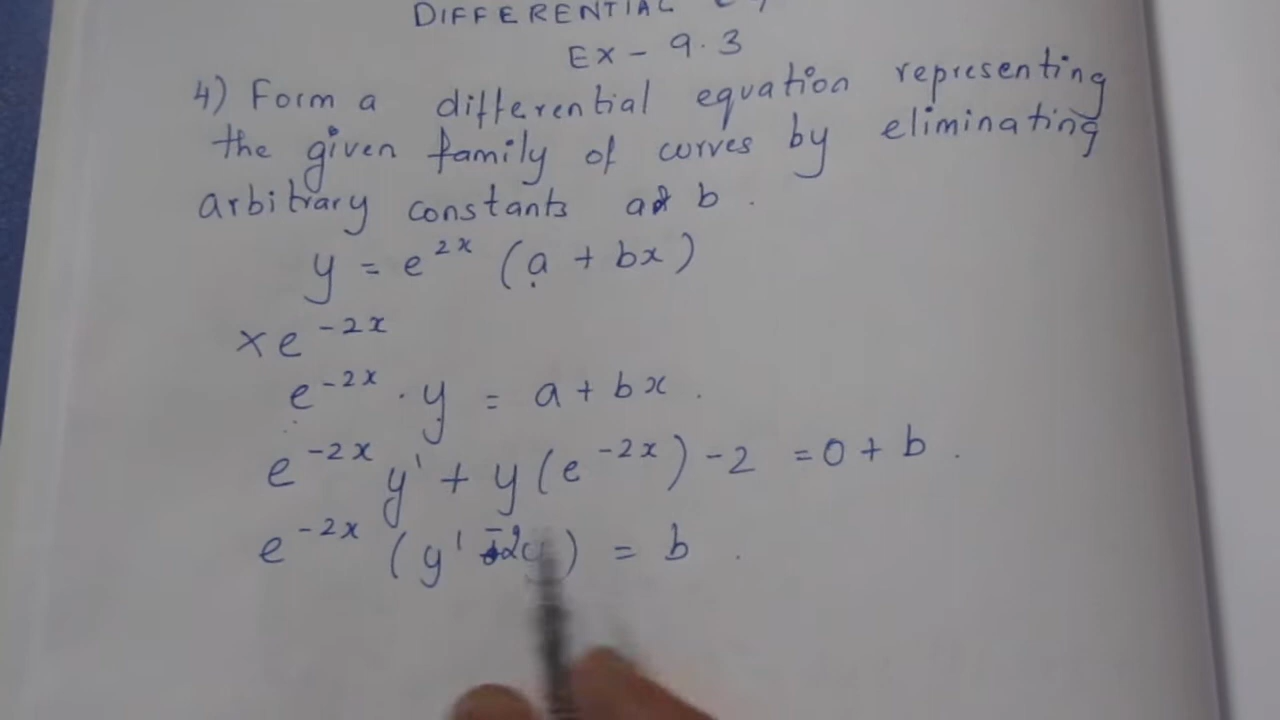 DIFFERENTIAL
EX - 9.3
4) Form a differential equation representing
the given family of curves by eliminating
arbitrary constants a & b .
y = e^{2x} (a + bx)
× e^{-2x}
e^{-2x} . y = a + bx .
e^{-2x} y' + y (e^{-2x}) - 2 = 0 + b .
e^{-2x} (y' - 2y) = b .